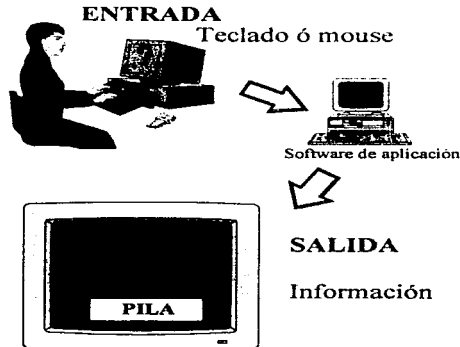 ENTRADA
Teclado ó mouse
Software de aplicación
SALIDA
Información
PILA